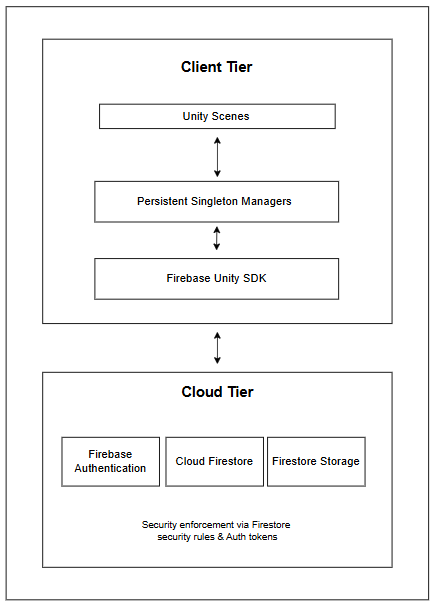 Client Tier
Unity Scenes
Persistent Singleton Managers
Firebase Unity SDK
Cloud Tier
Firebase
Authentication
Cloud Firestore
Firestore Storage
Security enforcement via Firestore
security rules & Auth tokens